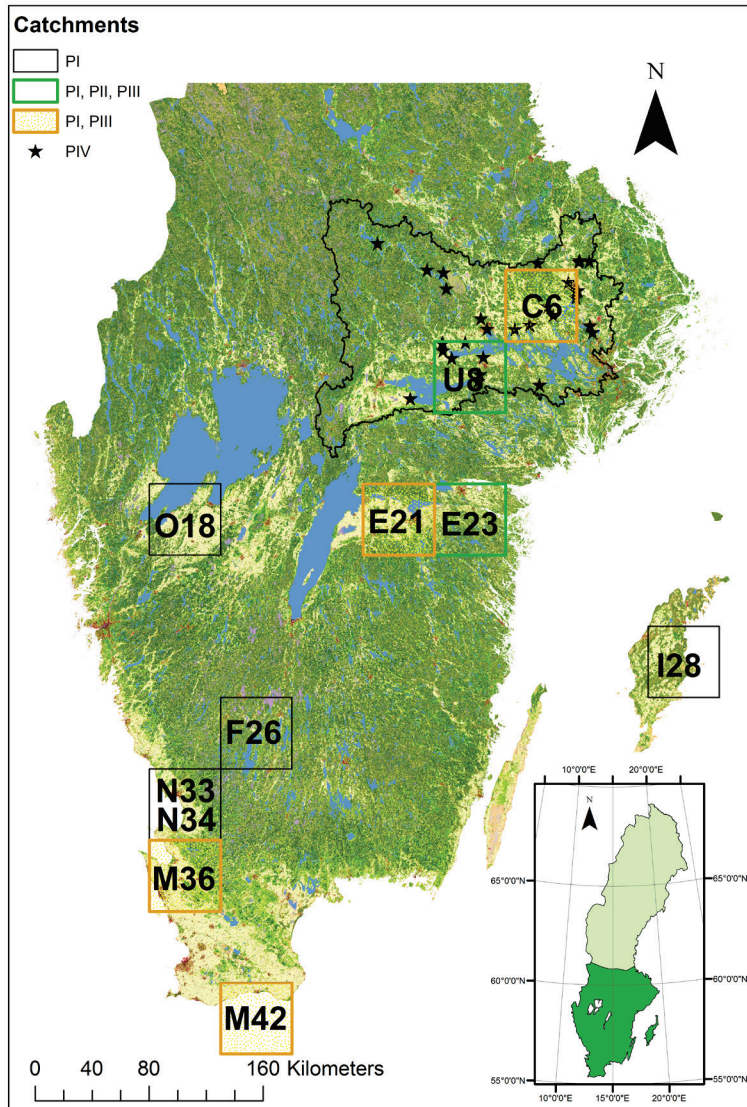 Catchments
PI
PI, PII, PIII
PI, PIII
PIV
N
C6
U8
O18
E21
E23
I28
F26
N33
N34
M36
M42
0 40 80 160 Kilometers
10°0'0"E 20°0'0"E
N
65°0'0"N 65°0'0"N
60°0'0"N 60°0'0"N
55°0'0"N 55°0'0"N
10°0'0"E 15°0'0"E 20°0'0"E